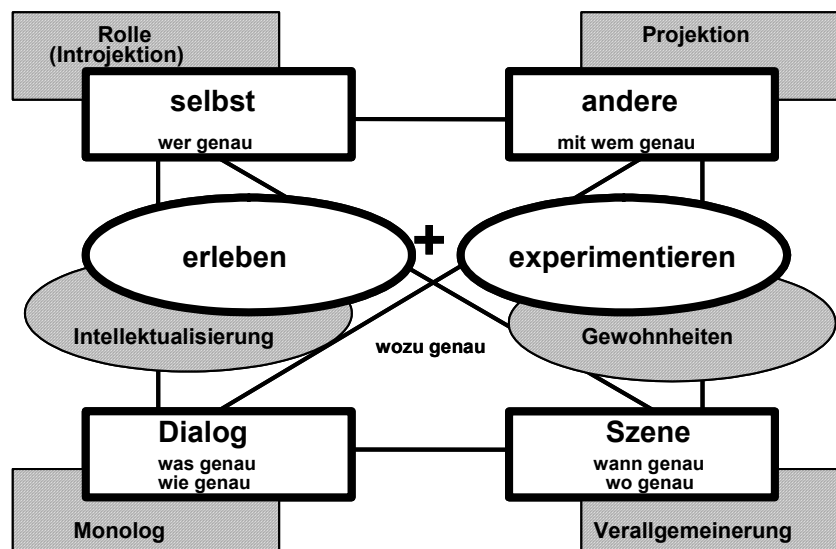 Rolle
(Introjektion)
Projektion
selbst
wer genau
andere
mit wem genau
erleben
+
experimentieren
Intellektualisierung
Gewohnheiten
wozu genau
Dialog
was genau
wie genau
Szene
wann genau
wo genau
Monolog
Verallgemeinerung